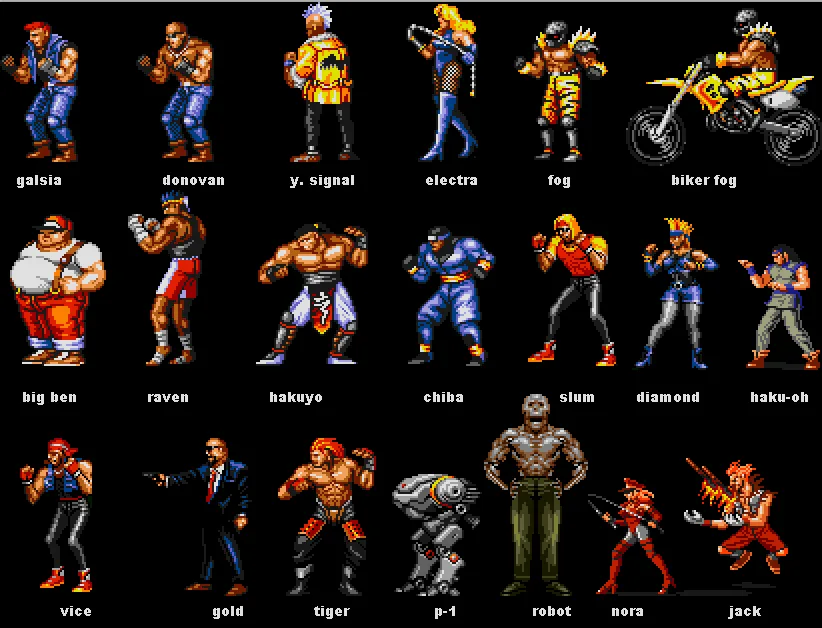 galsia donovan y. signal electra fog biker fog
big ben raven hakuyo chiba slum diamond haku-oh
vice gold tiger p-1 robot nora jack